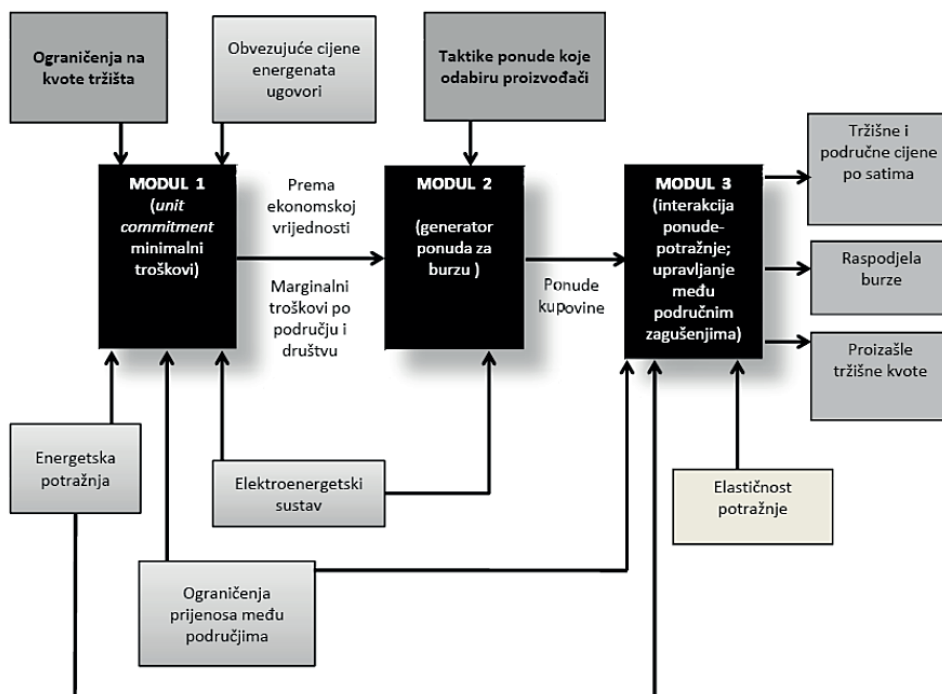 Ograničenja na
kvote tržišta
Obvezujuće cijene
energenata
ugovori
Taktike ponude koje
odabiru proizvođači
MODUL 1
(unit
commitment
minimalni
troškovi)
Prema
ekonomskoj
vrijednosti
Marginalni
troškovi po
području i
društvu
MODUL 2
(generator
ponuda za
burzu )
Ponude
kupovine
MODUL 3
(interakcija
ponude-
potražnje;
upravljanje
među
područnim
zagušenjima)
Tržišne i
područne cijene
po satima
Raspodjela
burze
Proizašle
tržišne kvote
Energetska
potražnja
Elektroenergetski
sustav
Elastičnost
potražnje
Ograničenja
prijenosa među
područjima